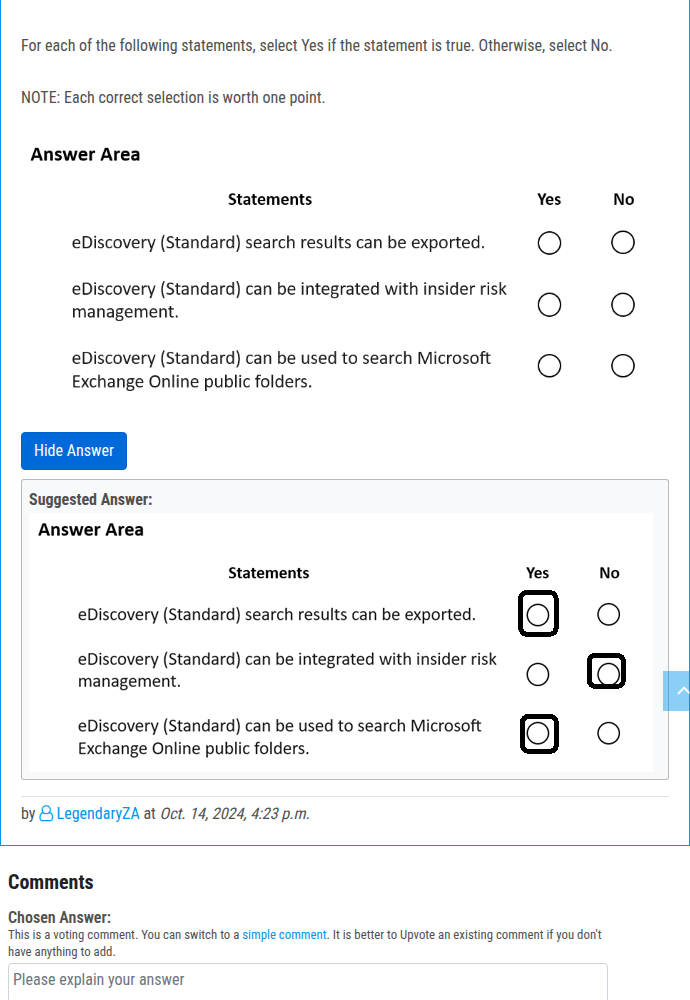 For each of the following statements, select Yes if the statement is true. Otherwise, select No.
NOTE: Each correct selection is worth one point.
Answer Area
Statements Yes No
eDiscovery (Standard) search results can be exported.
eDiscovery (Standard) can be integrated with insider risk
management.
eDiscovery (Standard) can be used to search Microsoft
Exchange Online public folders.
Hide Answer
Suggested Answer:
Answer Area
Statements Yes No
eDiscovery (Standard) search results can be exported.
eDiscovery (Standard) can be integrated with insider risk
management.
eDiscovery (Standard) can be used to search Microsoft
Exchange Online public folders.
by LegendaryZA at Oct. 14, 2024, 4:23 p.m.
Comments
Chosen Answer:
This is a voting comment. You can switch to a simple comment. It is better to Upvote an existing comment if you don't
have anything to add.
Please explain your answer